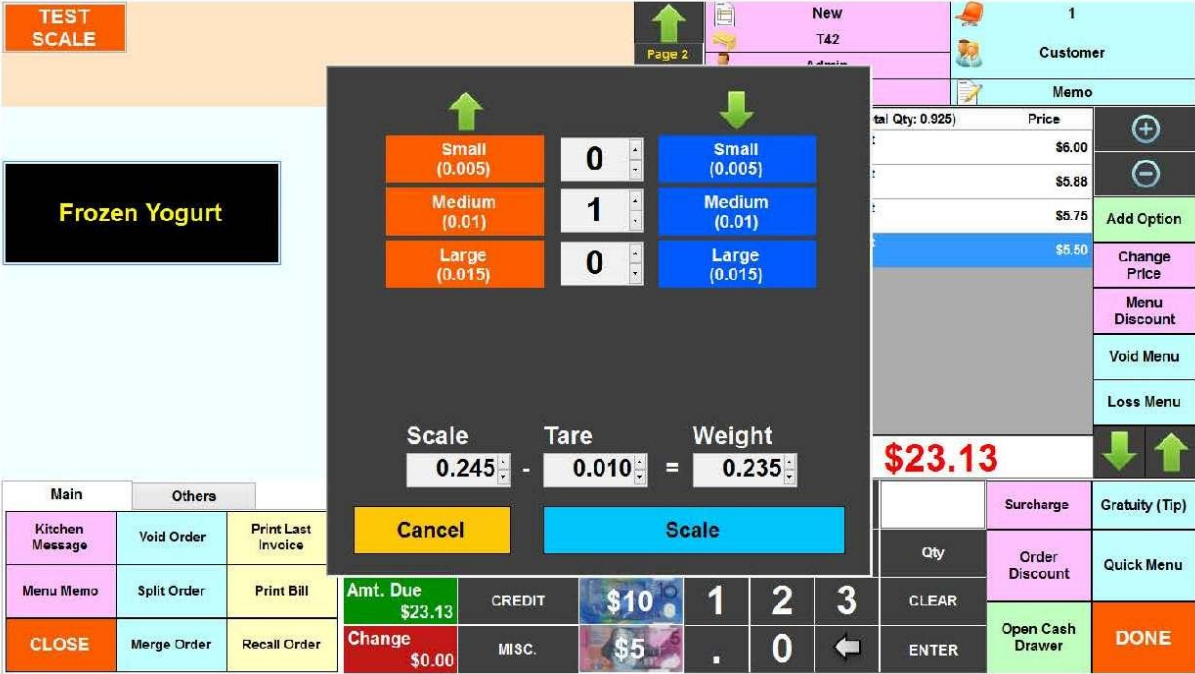 TEST
SCALE
Page 2
New
T42
1
Customer
Memo
Frozen Yogurt
Small
(0.005)
0
Small
(0.005)
Medium
(0.01)
1
Medium
(0.01)
Large
(0.015)
0
Large
(0.015)
Scale
Tare
Weight
0.245 - 0.010 = 0.235
Cancel
Scale
tal Qty: 0.925)
Price
$6.00
$5.88
$5.75
$5.50
$23.13
Add Option
Change
Price
Menu
Discount
Void Menu
Loss Menu
Main
Others
Kitchen
Message
Void Order
Print Last
Invoice
Menu Memo
Split Order
Print Bill
CLOSE
Merge Order
Recall Order
Amt. Due
$23.13
CREDIT
$10
1
2
3
Change
$0.00
MISC.
$5
.
0
Qty
CLEAR
ENTER
Surcharge
Gratuity (Tip)
Order
Discount
Quick Menu
Open Cash
Drawer
DONE